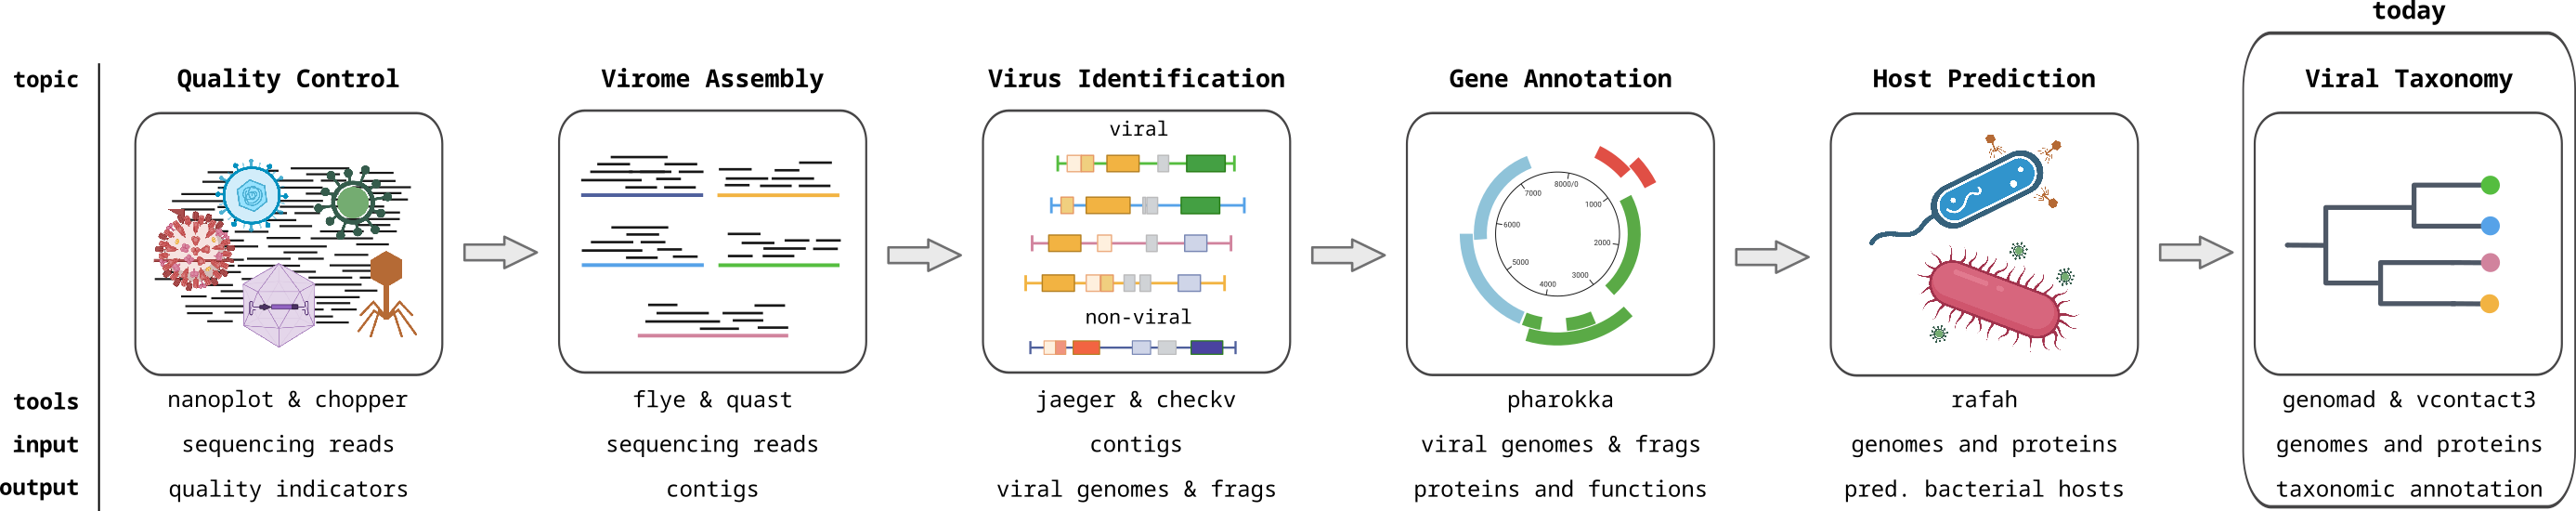 today
topic
Quality Control
Virome Assembly
Virus Identification
Gene Annotation
Host Prediction
Viral Taxonomy
viral
non-viral
8000/0
1000
2000
3000
4000
5000
6000
7000
tools
nanoplot & chopper
flye & quast
jaeger & checkv
pharokka
rafah
genomad & vcontact3
input
sequencing reads
sequencing reads
contigs
viral genomes & frags
genomes and proteins
genomes and proteins
output
quality indicators
contigs
viral genomes & frags
proteins and functions
pred. bacterial hosts
taxonomic annotation